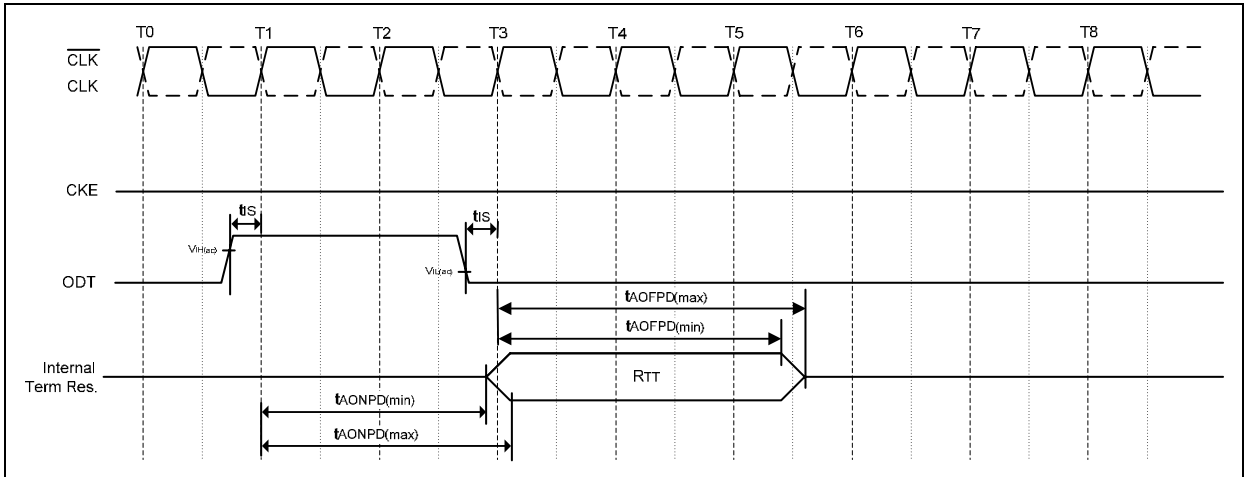 T0 T1 T2 T3 T4 T5 T6 T7 T8
CLK
CLK
CKE
tIS
tIS
VIH(ac)
VIL(ac)
ODT
tAOFPD(max)
tAOFPD(min)
Internal
Term Res.
RTT
tAONPD(min)
tAONPD(max)